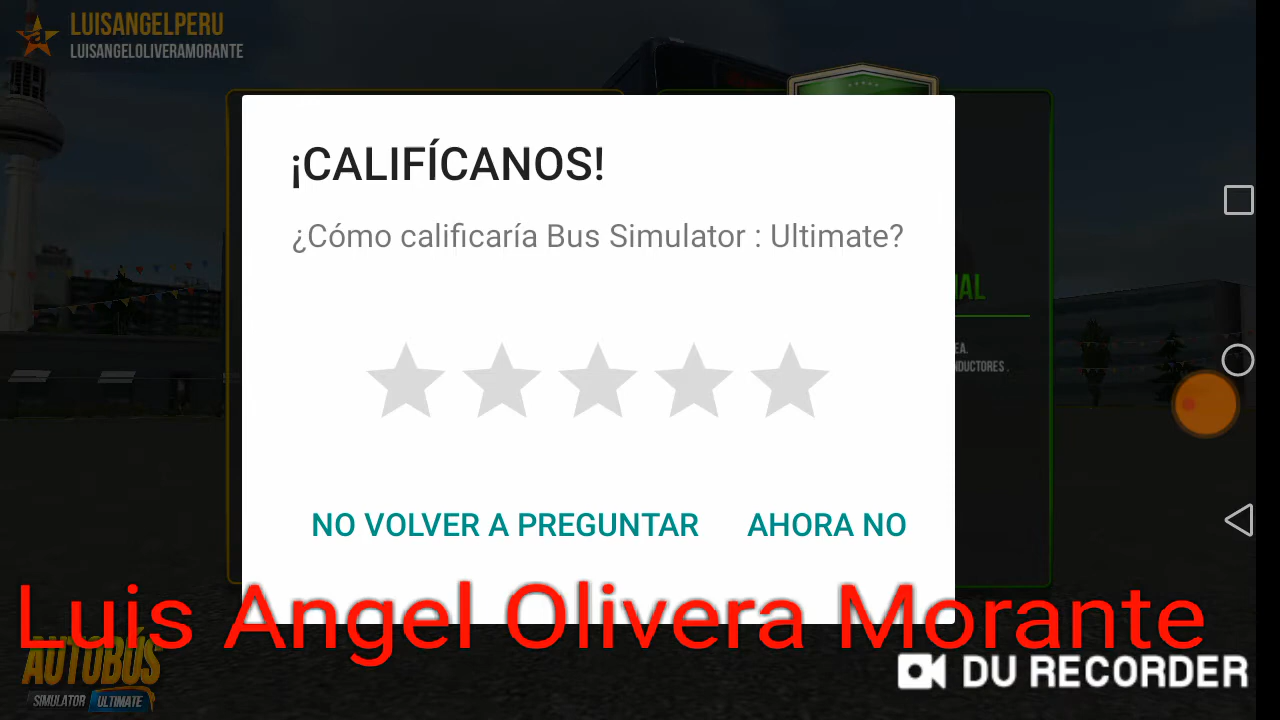 LUISANGELPERU
LUISANGELOLIVERAMORANTE
¡CALIFÍCANOS!
¿Cómo calificaría Bus Simulator : Ultimate?
NO VOLVER A PREGUNTAR
AHORA NO
Luis Angel Olivera Morante
AUTOBÚS
SIMULATOR ULTIMATE
DU RECORDER